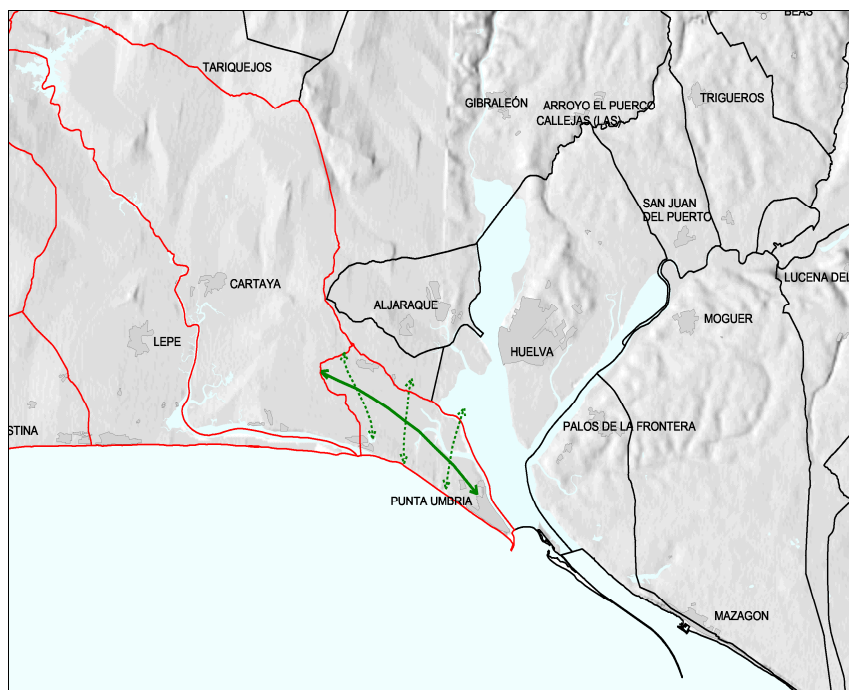 BEAS
TARIQUEJOS
GIBRALEÓN
ARROYO EL PUERCO
TRIGUEROS
CALLEJAS (LAS)
SAN JUAN
DEL PUERTO
CARTAYA
LUCENA DEL
ALJARAQUE
MOGUER
LEPE
HUELVA
STINA
PALOS DE LA FRONTERA
PUNTA UMBRIA
MAZAGON